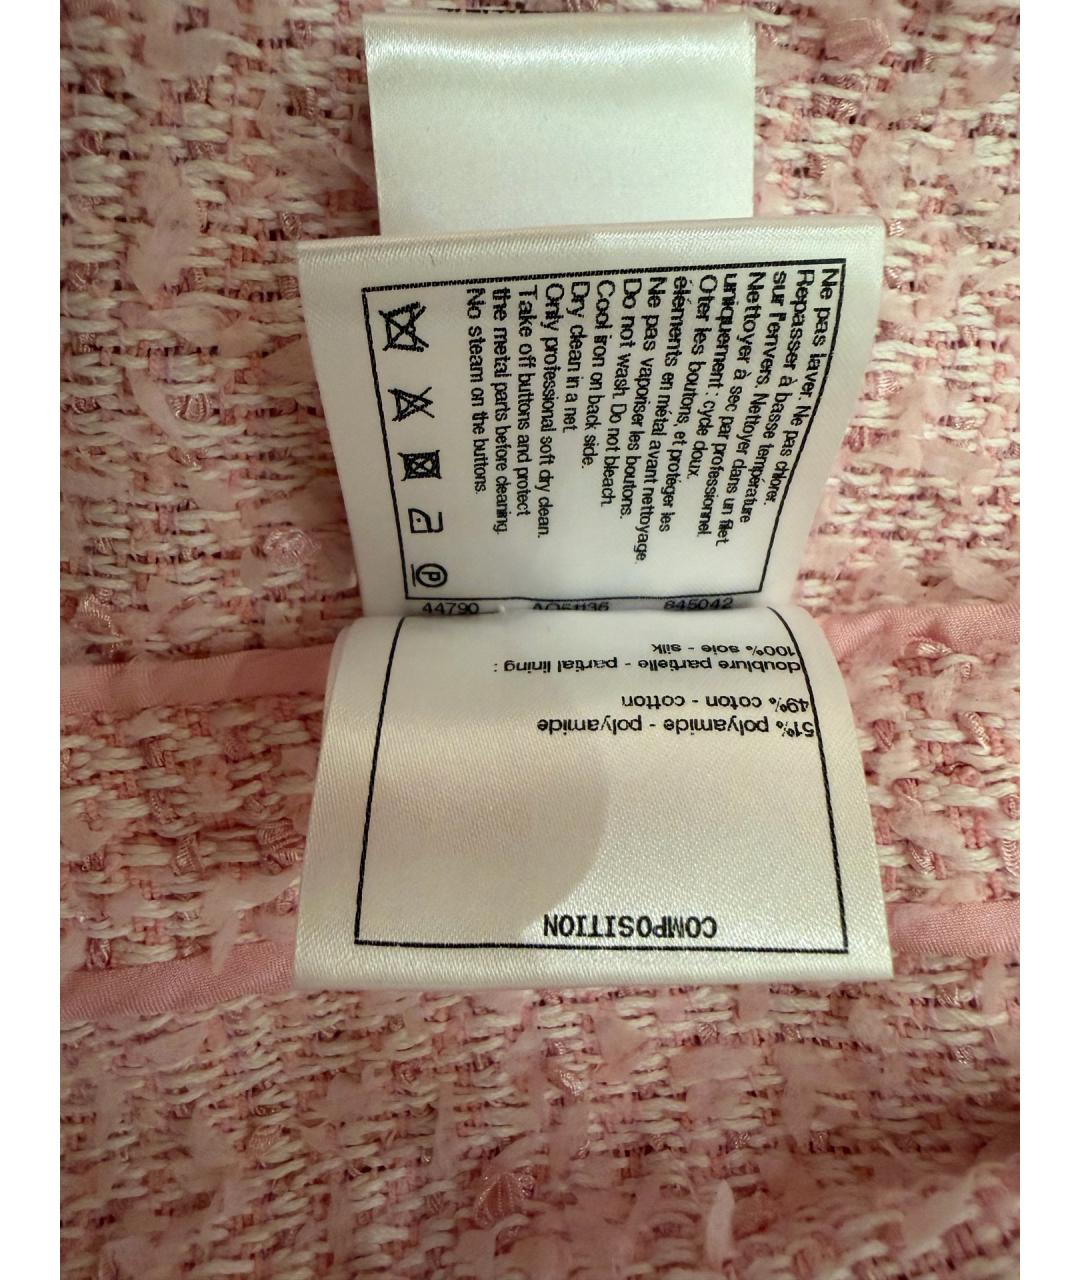 Ne pas laver. Ne pas chlorer.
Repasser à basse température
sur l'envers. Nettoyer dans un filet
Nettoyer à sec par professionnel
uniquement : cycle doux.
Oter les boutons, et protéger les
éléments en métal avant nettoyage.
Ne pas vaporiser les boutons.
Do not wash. Do not bleach.
Cool iron on back side.
Dry clean in a net.
Only professional soft dry clean.
Take off buttons and protect
the metal parts before cleaning.
No steam on the buttons.
P
44790 845042
COMPOSITION
51% polyamide - polyamide
49% coton - cotton
doublure partielle - partial lining :
100% soie - silk